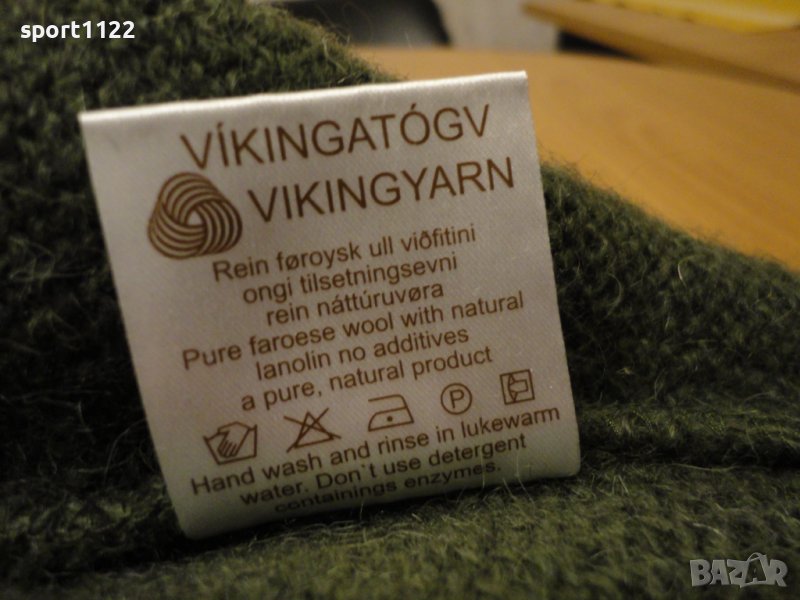 sport1122
VÍKINGATÓGV
VIKINGYARN
Rein føroysk ull viðfitini
ongi tilsetningsevni
rein náttúruvøra
Pure faroese wool with natural
lanolin no additives
a pure, natural product
P
Hand wash and rinse in lukewarm
water. Don`t use detergent
containings enzymes.
BAZAR